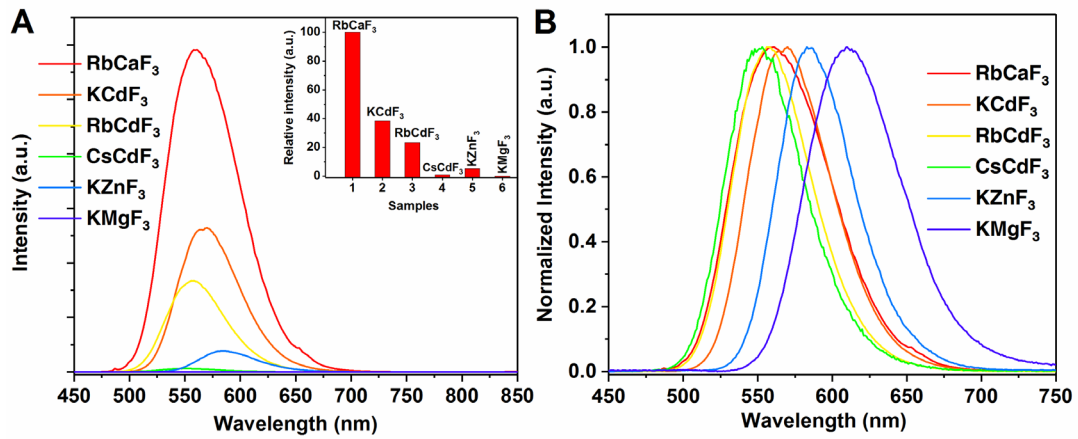 A
Intensity (a.u.)
RbCaF₃
KCdF₃
RbCdF₃
CsCdF₃
KZnF₃
KMgF₃
450 500 550 600 650 700 750 800 850
Wavelength (nm)
Relative intensity (a.u.)
100
80
60
40
20
0
RbCaF₃
KCdF₃
RbCdF₃
CsCdF₃
KZnF₃
KMgF₃
1 2 3 4 5 6
Samples
B
Normalized Intensity (a.u.)
1.0
0.8
0.6
0.4
0.2
0.0
RbCaF₃
KCdF₃
RbCdF₃
CsCdF₃
KZnF₃
KMgF₃
450 500 550 600 650 700 750
Wavelength (nm)